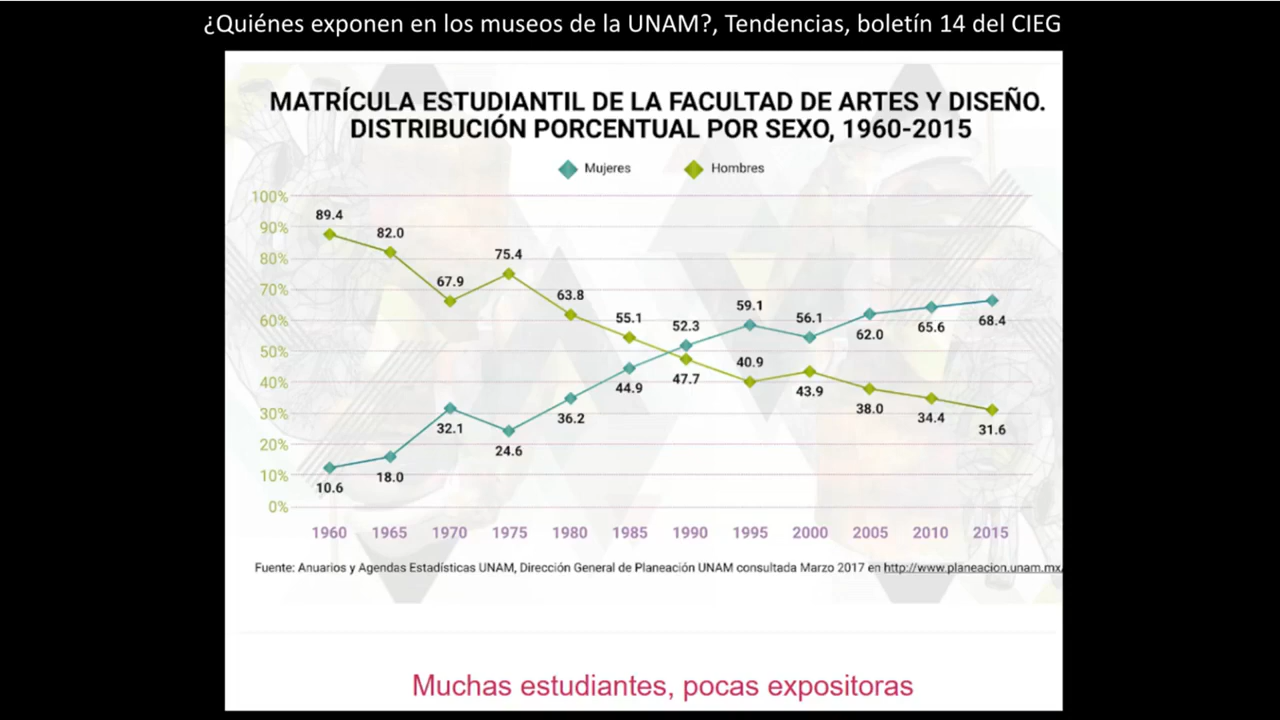 ¿Quiénes exponen en los museos de la UNAM?, Tendencias, boletín 14 del CIEG
MATRÍCULA ESTUDIANTIL DE LA FACULTAD DE ARTES Y DISEÑO.
DISTRIBUCIÓN PORCENTUAL POR SEXO, 1960-2015
Mujeres Hombres
100%
90%
80%
70%
60%
50%
40%
30%
20%
10%
0%
89.4 82.0 67.9 75.4 63.8 55.1 52.3 59.1 56.1 62.0 65.6 68.4
10.6 18.0 32.1 24.6 36.2 44.9 47.7 40.9 43.9 38.0 34.4 31.6
1960 1965 1970 1975 1980 1985 1990 1995 2000 2005 2010 2015
Fuente: Anuarios y Agendas Estadísticas UNAM, Dirección General de Planeación UNAM consultada Marzo 2017 en http://www.planeacion.unam.mx/
Muchas estudiantes, pocas expositoras